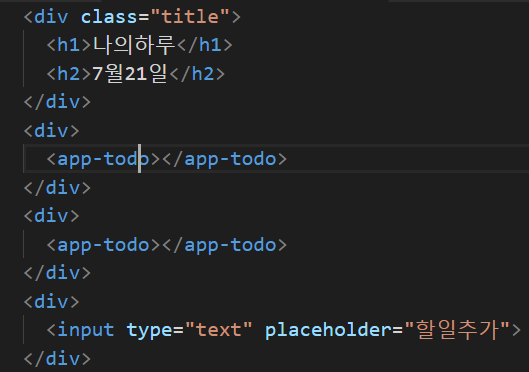 <div class="title">
<h1>나의하루</h1>
<h2>7월21일</h2>
</div>
<div>
<app-todo></app-todo>
</div>
<div>
<app-todo></app-todo>
</div>
<div>
<input type="text" placeholder="할일추가">
</div>